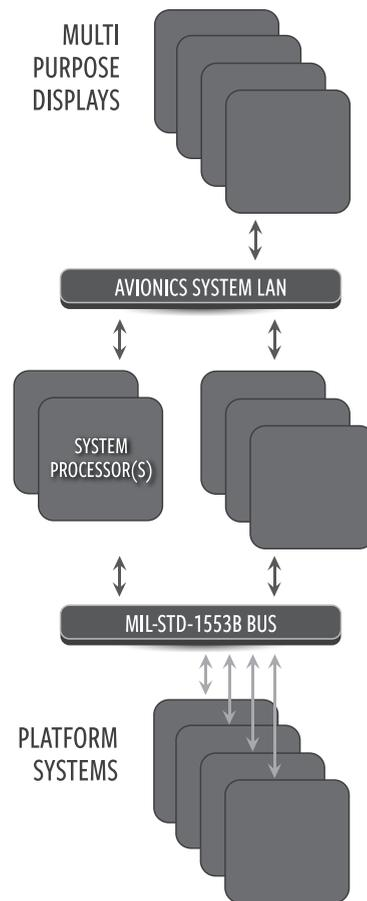 MULTI
PURPOSE
DISPLAYS
AVIONICS SYSTEM LAN
SYSTEM
PROCESSOR(S)
MIL-STD-1553B BUS
PLATFORM
SYSTEMS